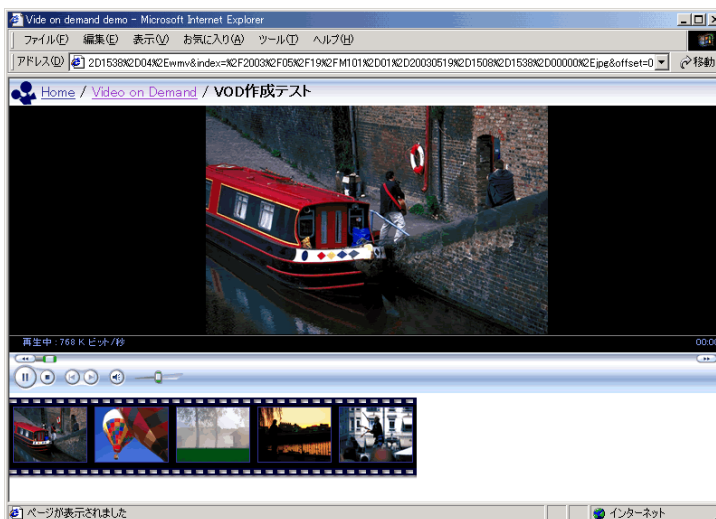 Vide on demand demo - Microsoft Internet Explorer
ファイル(F) 編集(E) 表示(V) お気に入り(A) ツール(T) ヘルプ(H)
アドレス(D) 2D1538%2D04%2Ewmv&index=%2F2003%2F05%2F19%2FM101%2D01%2D20030519%2D1508%2D1538%2D00000%2Ejpg&offset=0 移動
Home / Video on Demand / VOD作成テスト
再生中 : 768 K ビット/秒 00:00
ページが表示されました インターネット